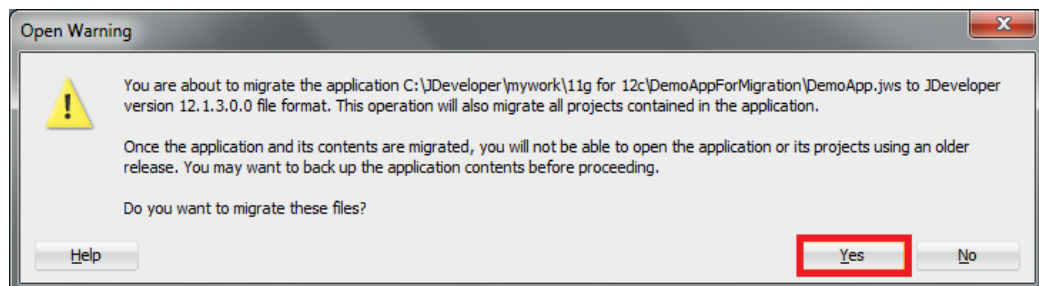 Open Warning
You are about to migrate the application C:\JDeveloper\mywork\11g for 12c\DemoAppForMigration\DemoApp.jws to JDeveloper
version 12.1.3.0.0 file format. This operation will also migrate all projects contained in the application.
Once the application and its contents are migrated, you will not be able to open the application or its projects using an older
release. You may want to back up the application contents before proceeding.
Do you want to migrate these files?
Help Yes No